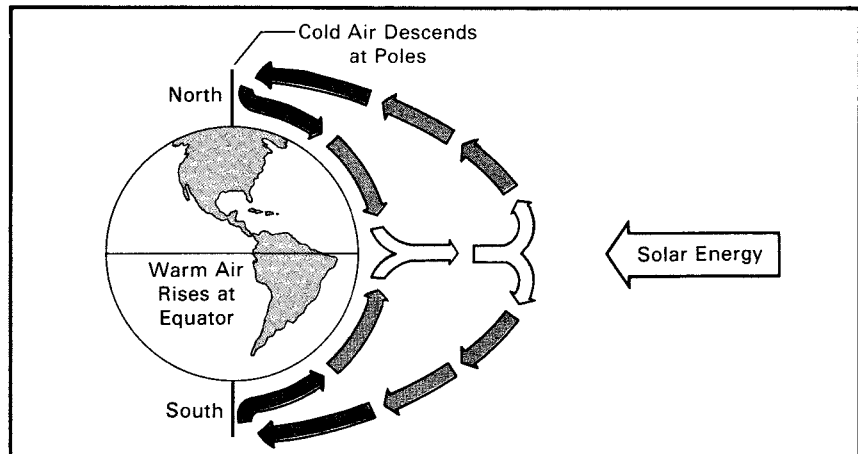 Cold Air Descends
at Poles
North
Warm Air
Rises at
Equator
Solar Energy
South